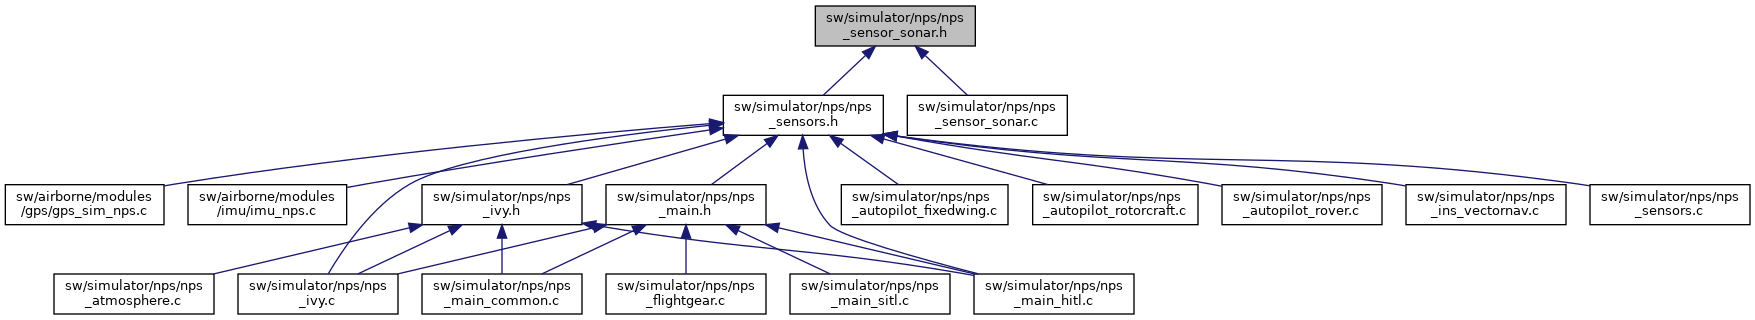 sw/simulator/nps/nps
_sensor_sonar.h
sw/simulator/nps/nps
_sensors.h
sw/simulator/nps/nps
_sensor_sonar.c
sw/airborne/modules
/gps/gps_sim_nps.c
sw/airborne/modules
/imu/imu_nps.c
sw/simulator/nps/nps
_ivy.h
sw/simulator/nps/nps
_main.h
sw/simulator/nps/nps
_autopilot_fixedwing.c
sw/simulator/nps/nps
_autopilot_rotorcraft.c
sw/simulator/nps/nps
_autopilot_rover.c
sw/simulator/nps/nps
_ins_vectornav.c
sw/simulator/nps/nps
_sensors.c
sw/simulator/nps/nps
_atmosphere.c
sw/simulator/nps/nps
_ivy.c
sw/simulator/nps/nps
_main_common.c
sw/simulator/nps/nps
_flightgear.c
sw/simulator/nps/nps
_main_sitl.c
sw/simulator/nps/nps
_main_hitl.c